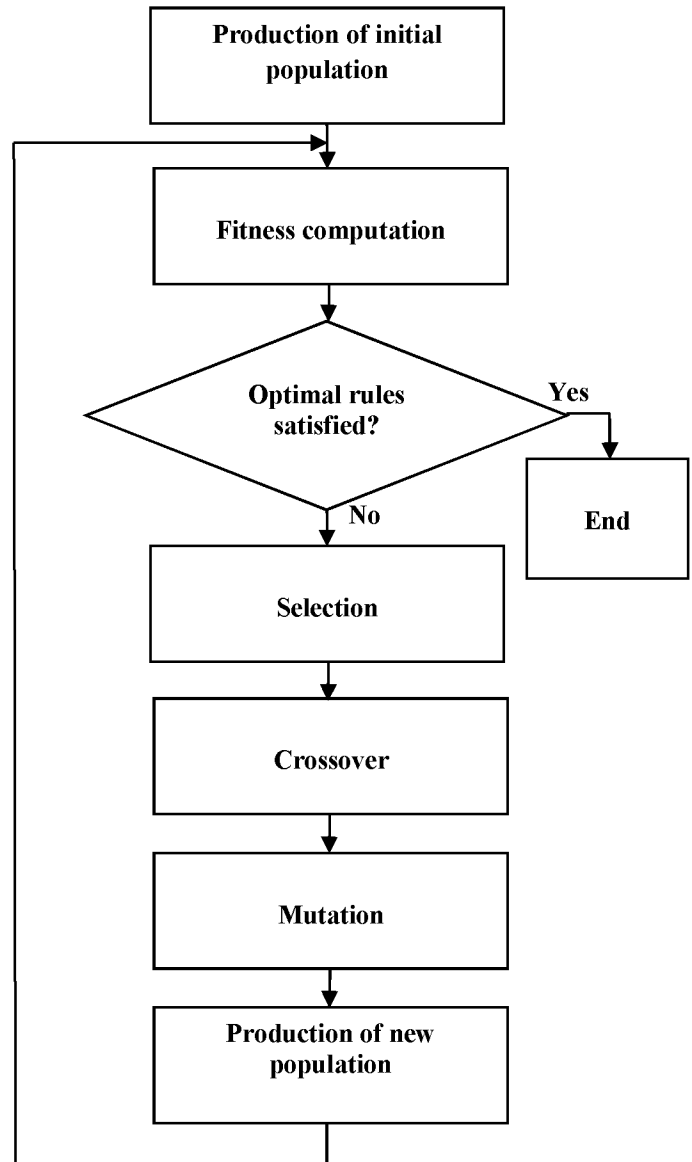 Production of initial
population
Fitness computation
Optimal rules
satisfied?
Yes
End
No
Selection
Crossover
Mutation
Production of new
population